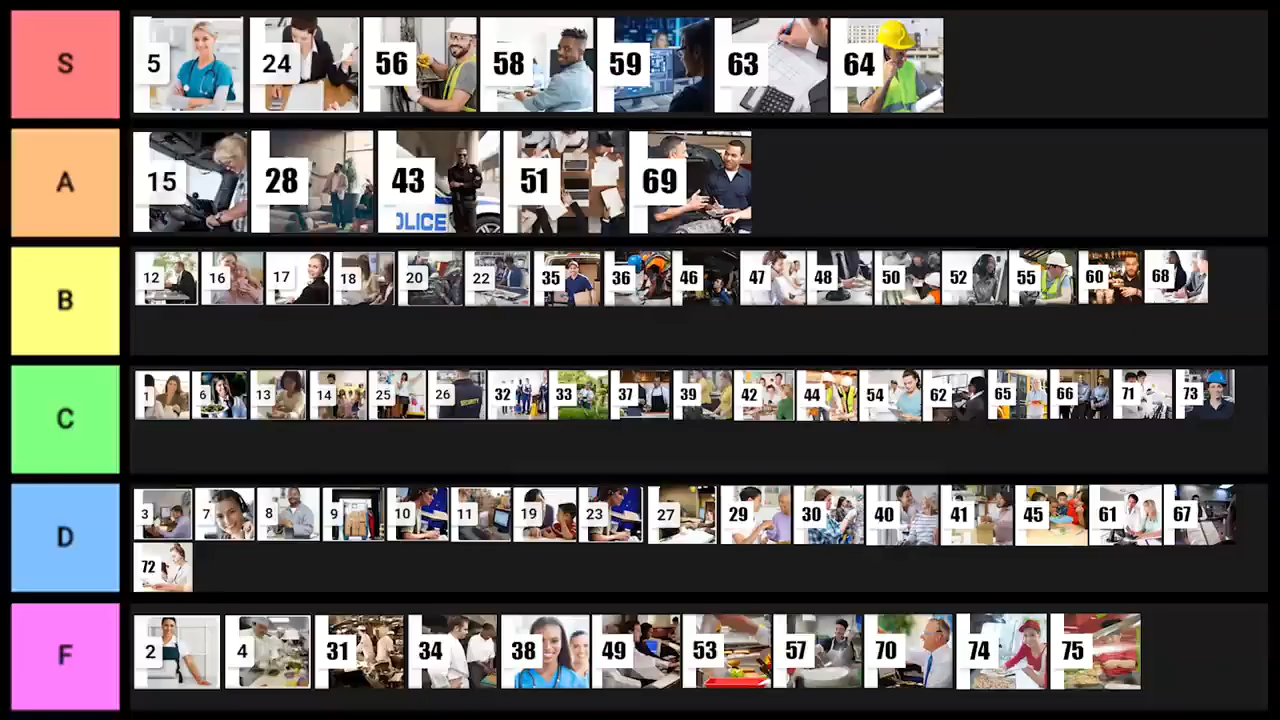 S
5 24 56 58 59 63 64
A
15 28 43 51 69
OLICE
B
12 16 17 18 20 22 35 36 46 47 48 50 52 55 60 68
C
1 6 13 14 25 26 32 33 37 39 42 44 54 62 65 66 71 73
SECURITY
D
3 7 8 9 10 11 19 23 27 29 30 40 41 45 61 67
72
F
2 4 31 34 38 49 53 57 70 74 75